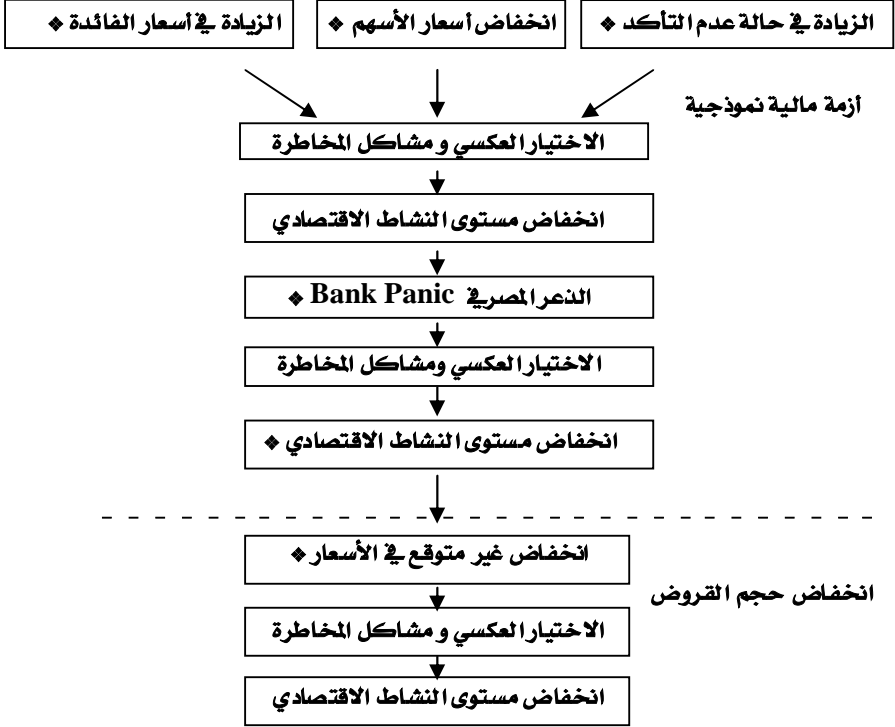 الزيادة في حالة عدم التأكد ❖
انخفاض أسعار الأسهم ❖
الزيادة في أسعار الفائدة ❖
أزمة مالية نموذجية
الاختيار العكسي و مشاكل المخاطرة
انخفاض مستوى النشاط الاقتصادي
الذعر المصرفي Bank Panic ❖
الاختيار العكسي ومشاكل المخاطرة
انخفاض مستوى النشاط الاقتصادي ❖
انخفاض غير متوقع في الأسعار ❖
انخفاض حجم القروض
الاختيار العكسي و مشاكل المخاطرة
انخفاض مستوى النشاط الاقتصادي